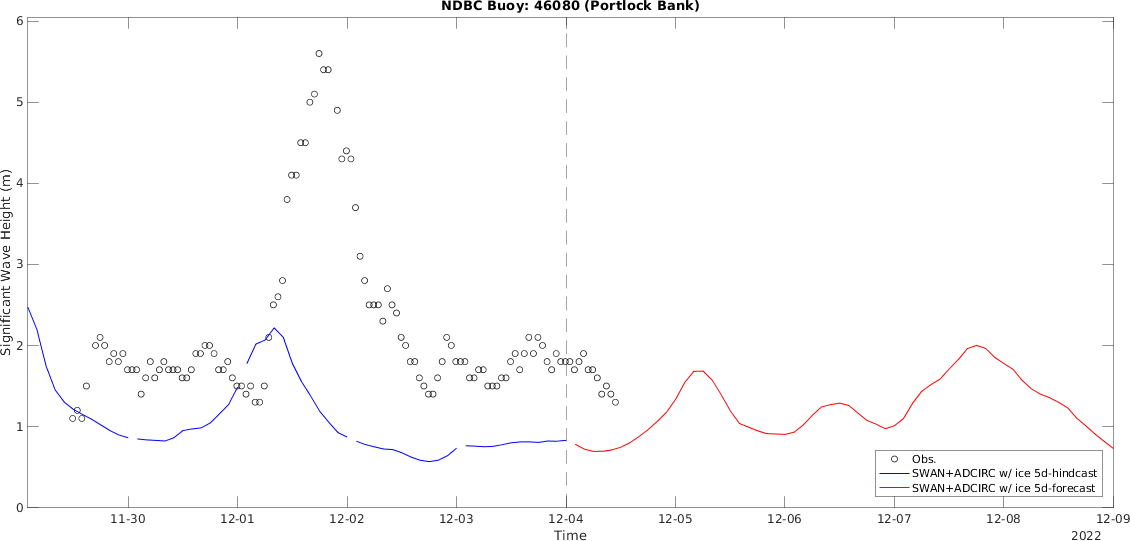 NDBC Buoy: 46080 (Portlock Bank)
6
5
4
3
2
1
0
Significant Wave Height (m)
Obs.
SWAN+ADCIRC w/ ice 5d-hindcast
SWAN+ADCIRC w/ ice 5d-forecast
11-30 12-01 12-02 12-03 12-04 12-05 12-06 12-07 12-08 12-09
Time 2022